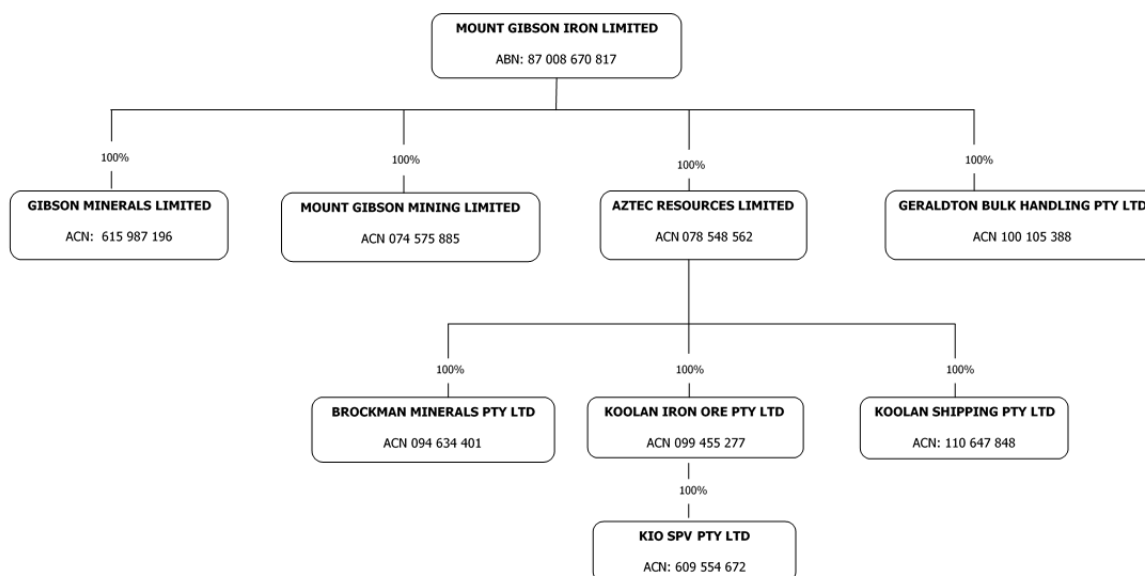 MOUNT GIBSON IRON LIMITED
ABN: 87 008 670 817
100%
100%
100%
100%
GIBSON MINERALS LIMITED
ACN: 615 987 196
MOUNT GIBSON MINING LIMITED
ACN 074 575 885
AZTEC RESOURCES LIMITED
ACN 078 548 562
GERALDTON BULK HANDLING PTY LTD
ACN 100 105 388
100%
100%
100%
BROCKMAN MINERALS PTY LTD
ACN 094 634 401
KOOLAN IRON ORE PTY LTD
ACN 099 455 277
KOOLAN SHIPPING PTY LTD
ACN: 110 647 848
100%
KIO SPV PTY LTD
ACN: 609 554 672